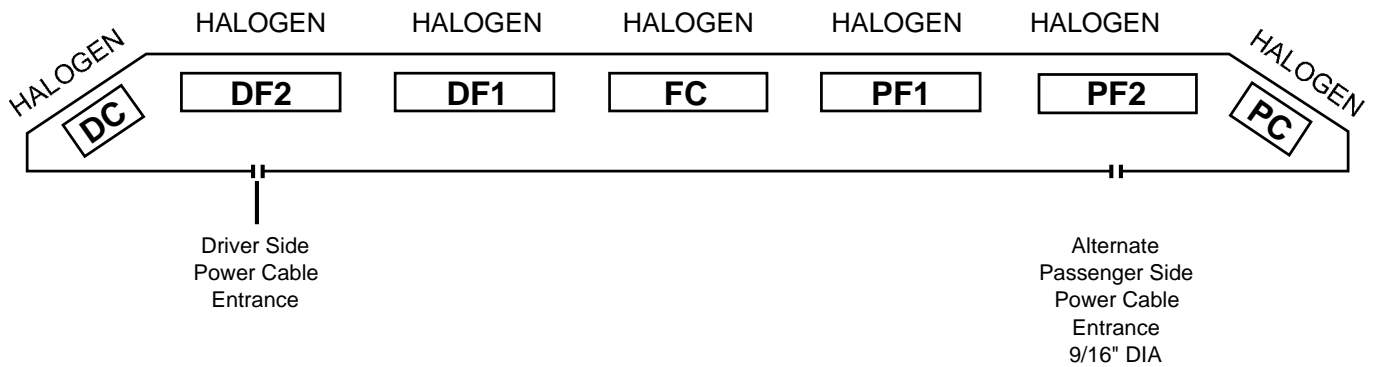 HALOGEN HALOGEN HALOGEN HALOGEN HALOGEN
HALOGEN
HALOGEN
DC
DF2
DF1
FC
PF1
PF2
PC
Driver Side
Power Cable
Entrance
Alternate
Passenger Side
Power Cable
Entrance
9/16" DIA